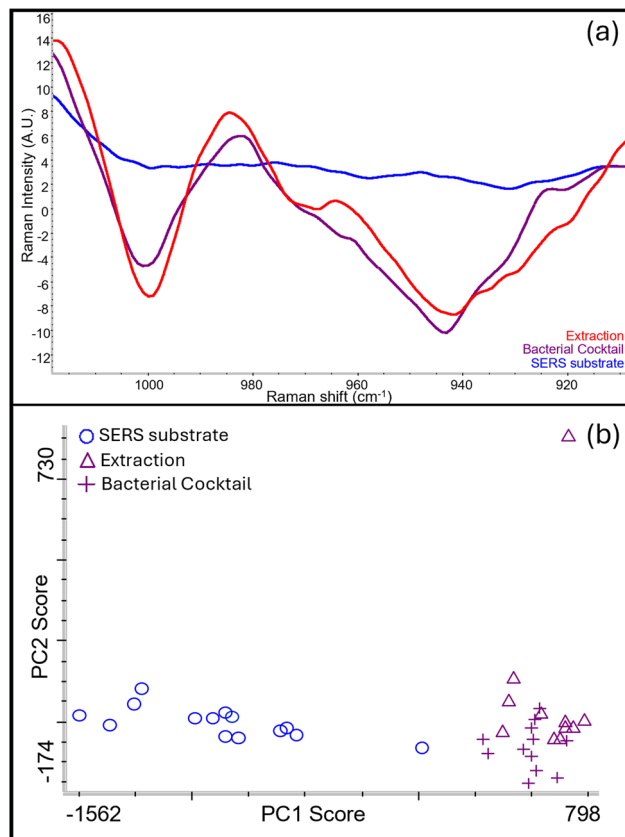 (a)
16
14
12
10
8
6
4
2
0
-2
-4
-6
-8
-10
-12
Raman Intensity (A.U.)
Extraction
Bacterial Cocktail
SERS substrate
1000 980 960 940 920
Raman shift (cm⁻¹)
(b)
SERS substrate
Extraction
Bacterial Cocktail
730
PC2 Score
-174
-1562 PC1 Score 798